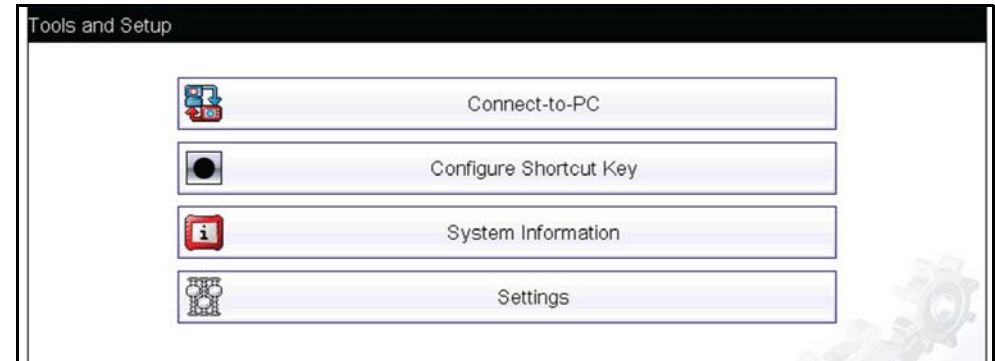 Tools and Setup
Connect-to-PC
Configure Shortcut Key
i
System Information
Settings